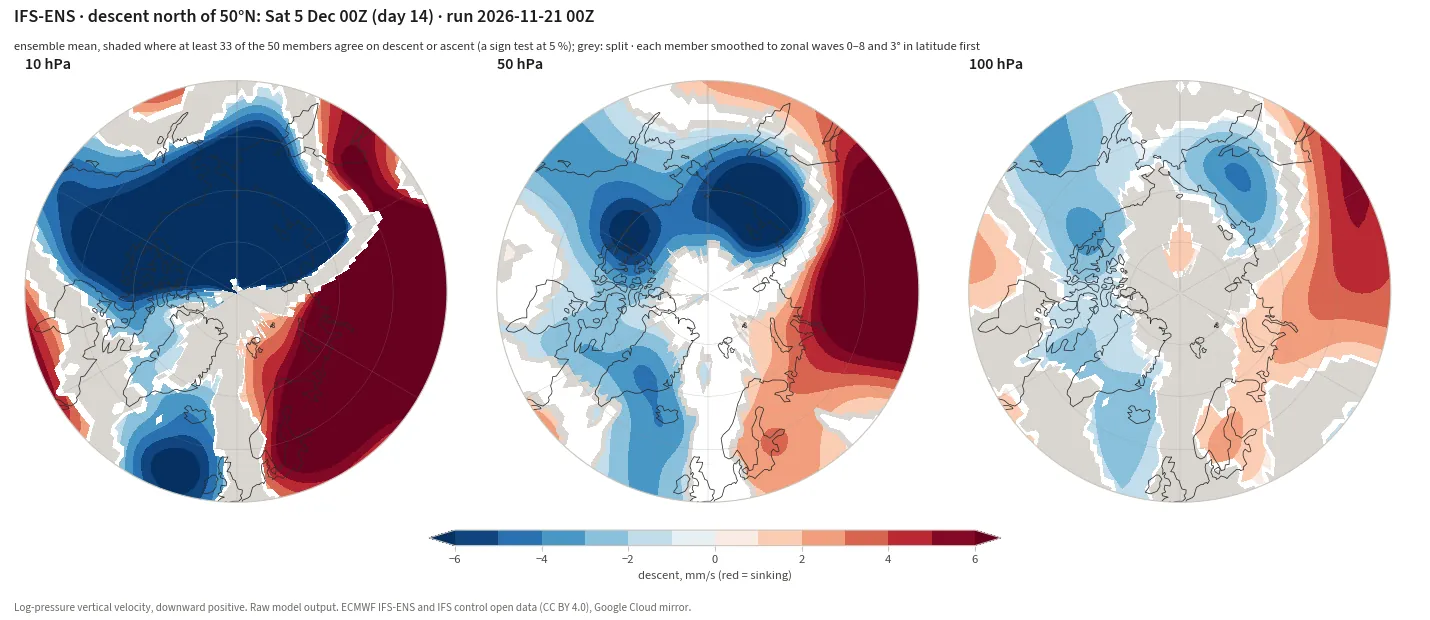 IFS-ENS · descent north of 50°N: Sat 5 Dec 00Z (day 14) · run 2026-11-21 00Z
ensemble mean, shaded where at least 33 of the 50 members agree on descent or ascent (a sign test at 5 %); grey: split · each member smoothed to zonal waves 0–8 and 3° in latitude first
10 hPa
50 hPa
100 hPa
−6 −4 −2 0 2 4 6
descent, mm/s (red = sinking)
Log-pressure vertical velocity, downward positive. Raw model output. ECMWF IFS-ENS and IFS control open data (CC BY 4.0), Google Cloud mirror.